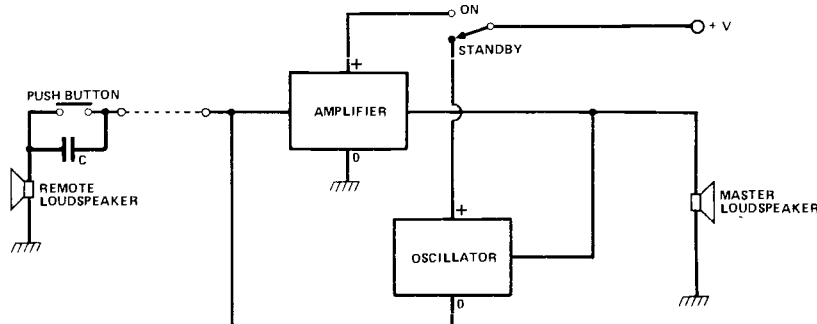 ON
+ V
STANDBY
+
PUSH BUTTON
AMPLIFIER
C
0
REMOTE
LOUDSPEAKER
MASTER
LOUDSPEAKER
+
OSCILLATOR
0